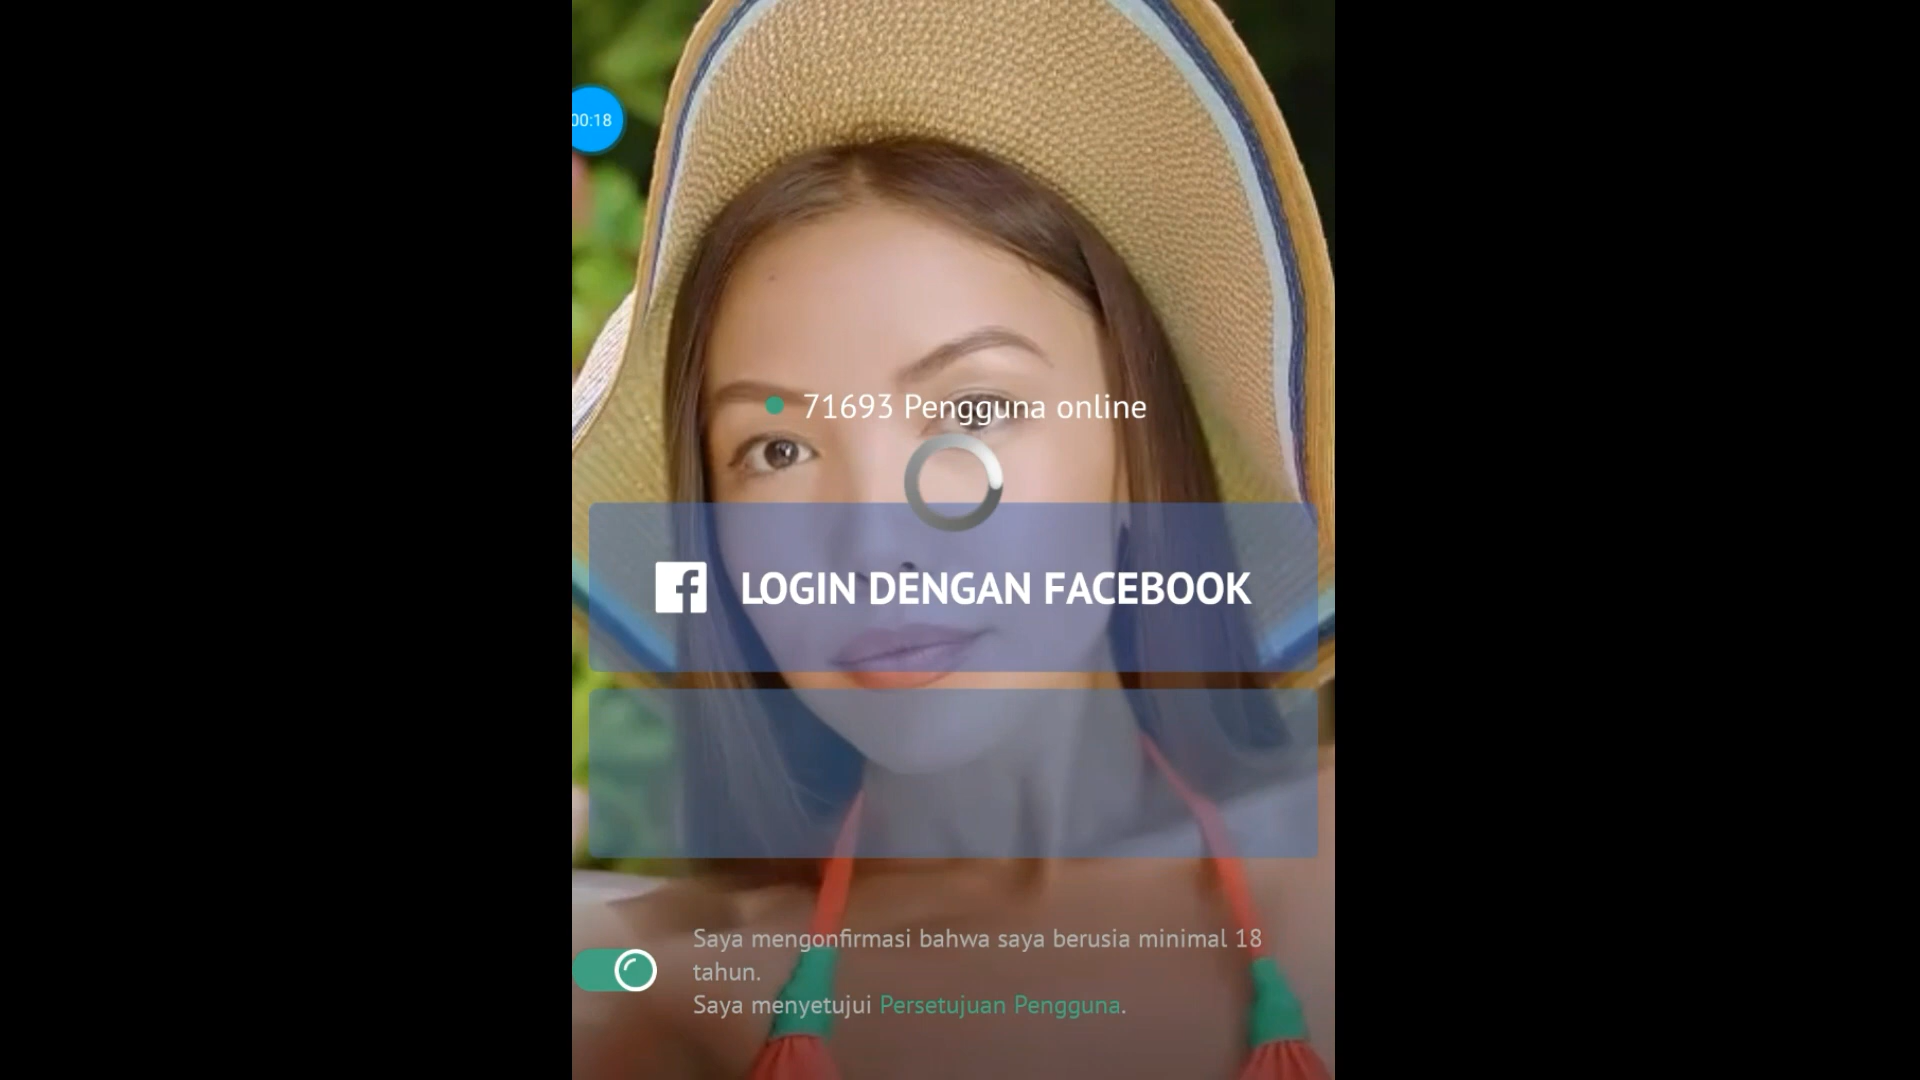 00:18
71693 Pengguna online
LOGIN DENGAN FACEBOOK
Saya mengonfirmasi bahwa saya berusia minimal 18
tahun.
Saya menyetujui Persetujuan Pengguna.